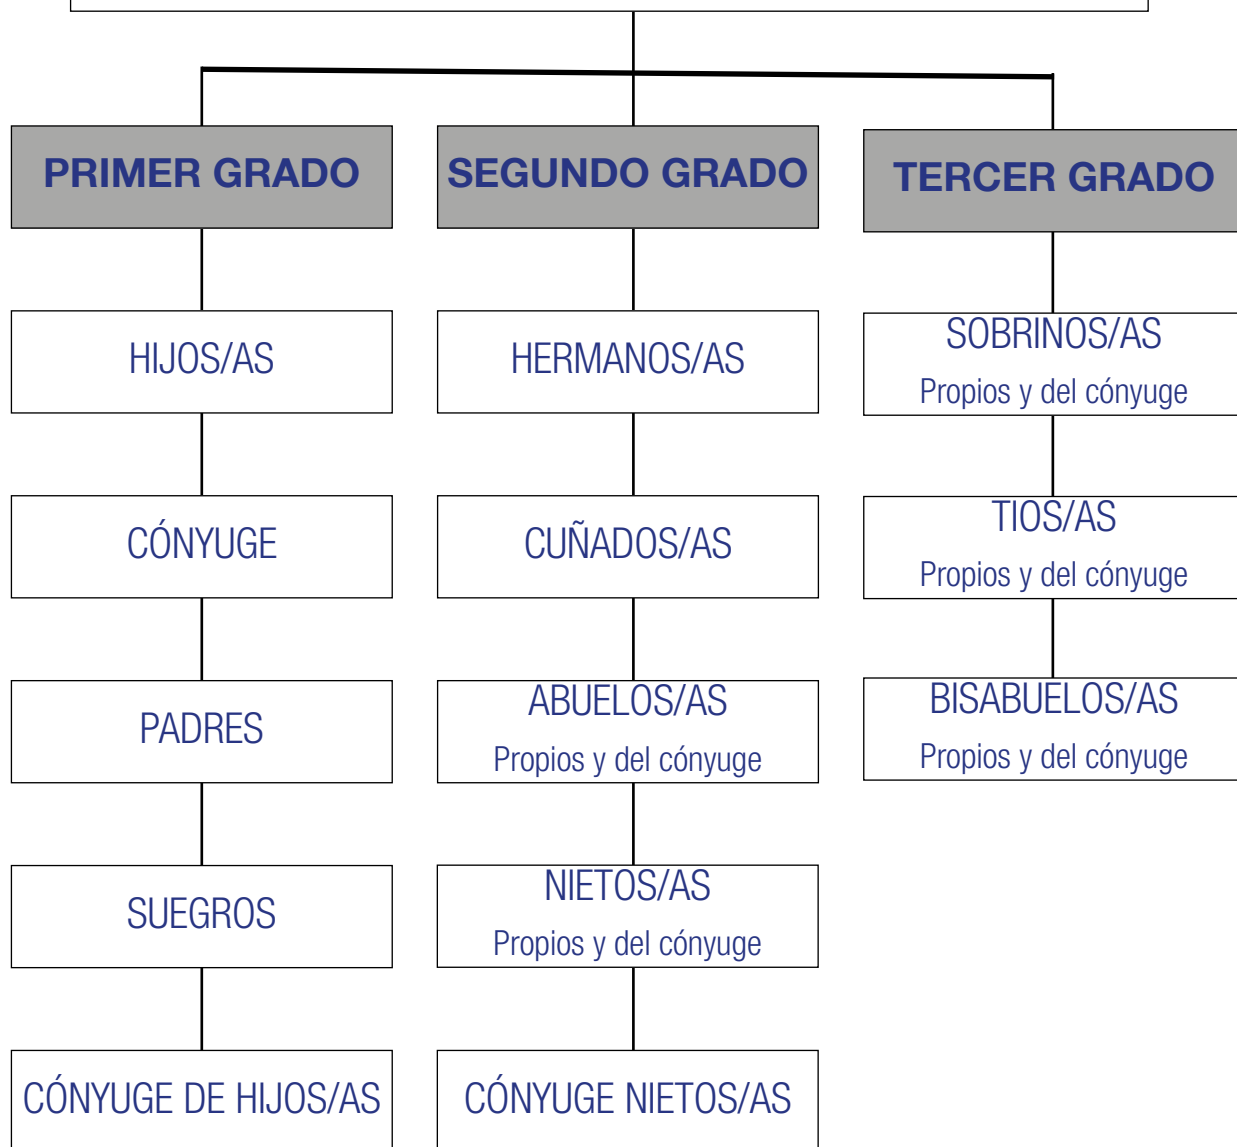 PRIMER GRADO
HIJOS/AS
CÓNYUGE
PADRES
SUEGROS
CÓNYUGE DE HIJOS/AS
SEGUNDO GRADO
HERMANOS/AS
CUÑADOS/AS
ABUELOS/AS
Propios y del cónyuge
NIETOS/AS
Propios y del cónyuge
CÓNYUGE NIETOS/AS
TERCER GRADO
SOBRINOS/AS
Propios y del cónyuge
TIOS/AS
Propios y del cónyuge
BISABUELOS/AS
Propios y del cónyuge